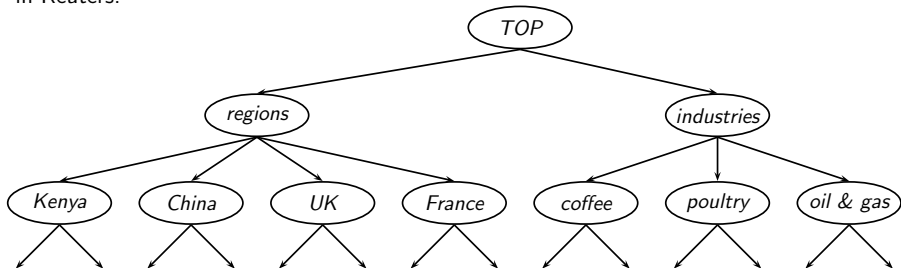 in Reuters.
TOP
regions industries
Kenya China UK France coffee poultry oil & gas